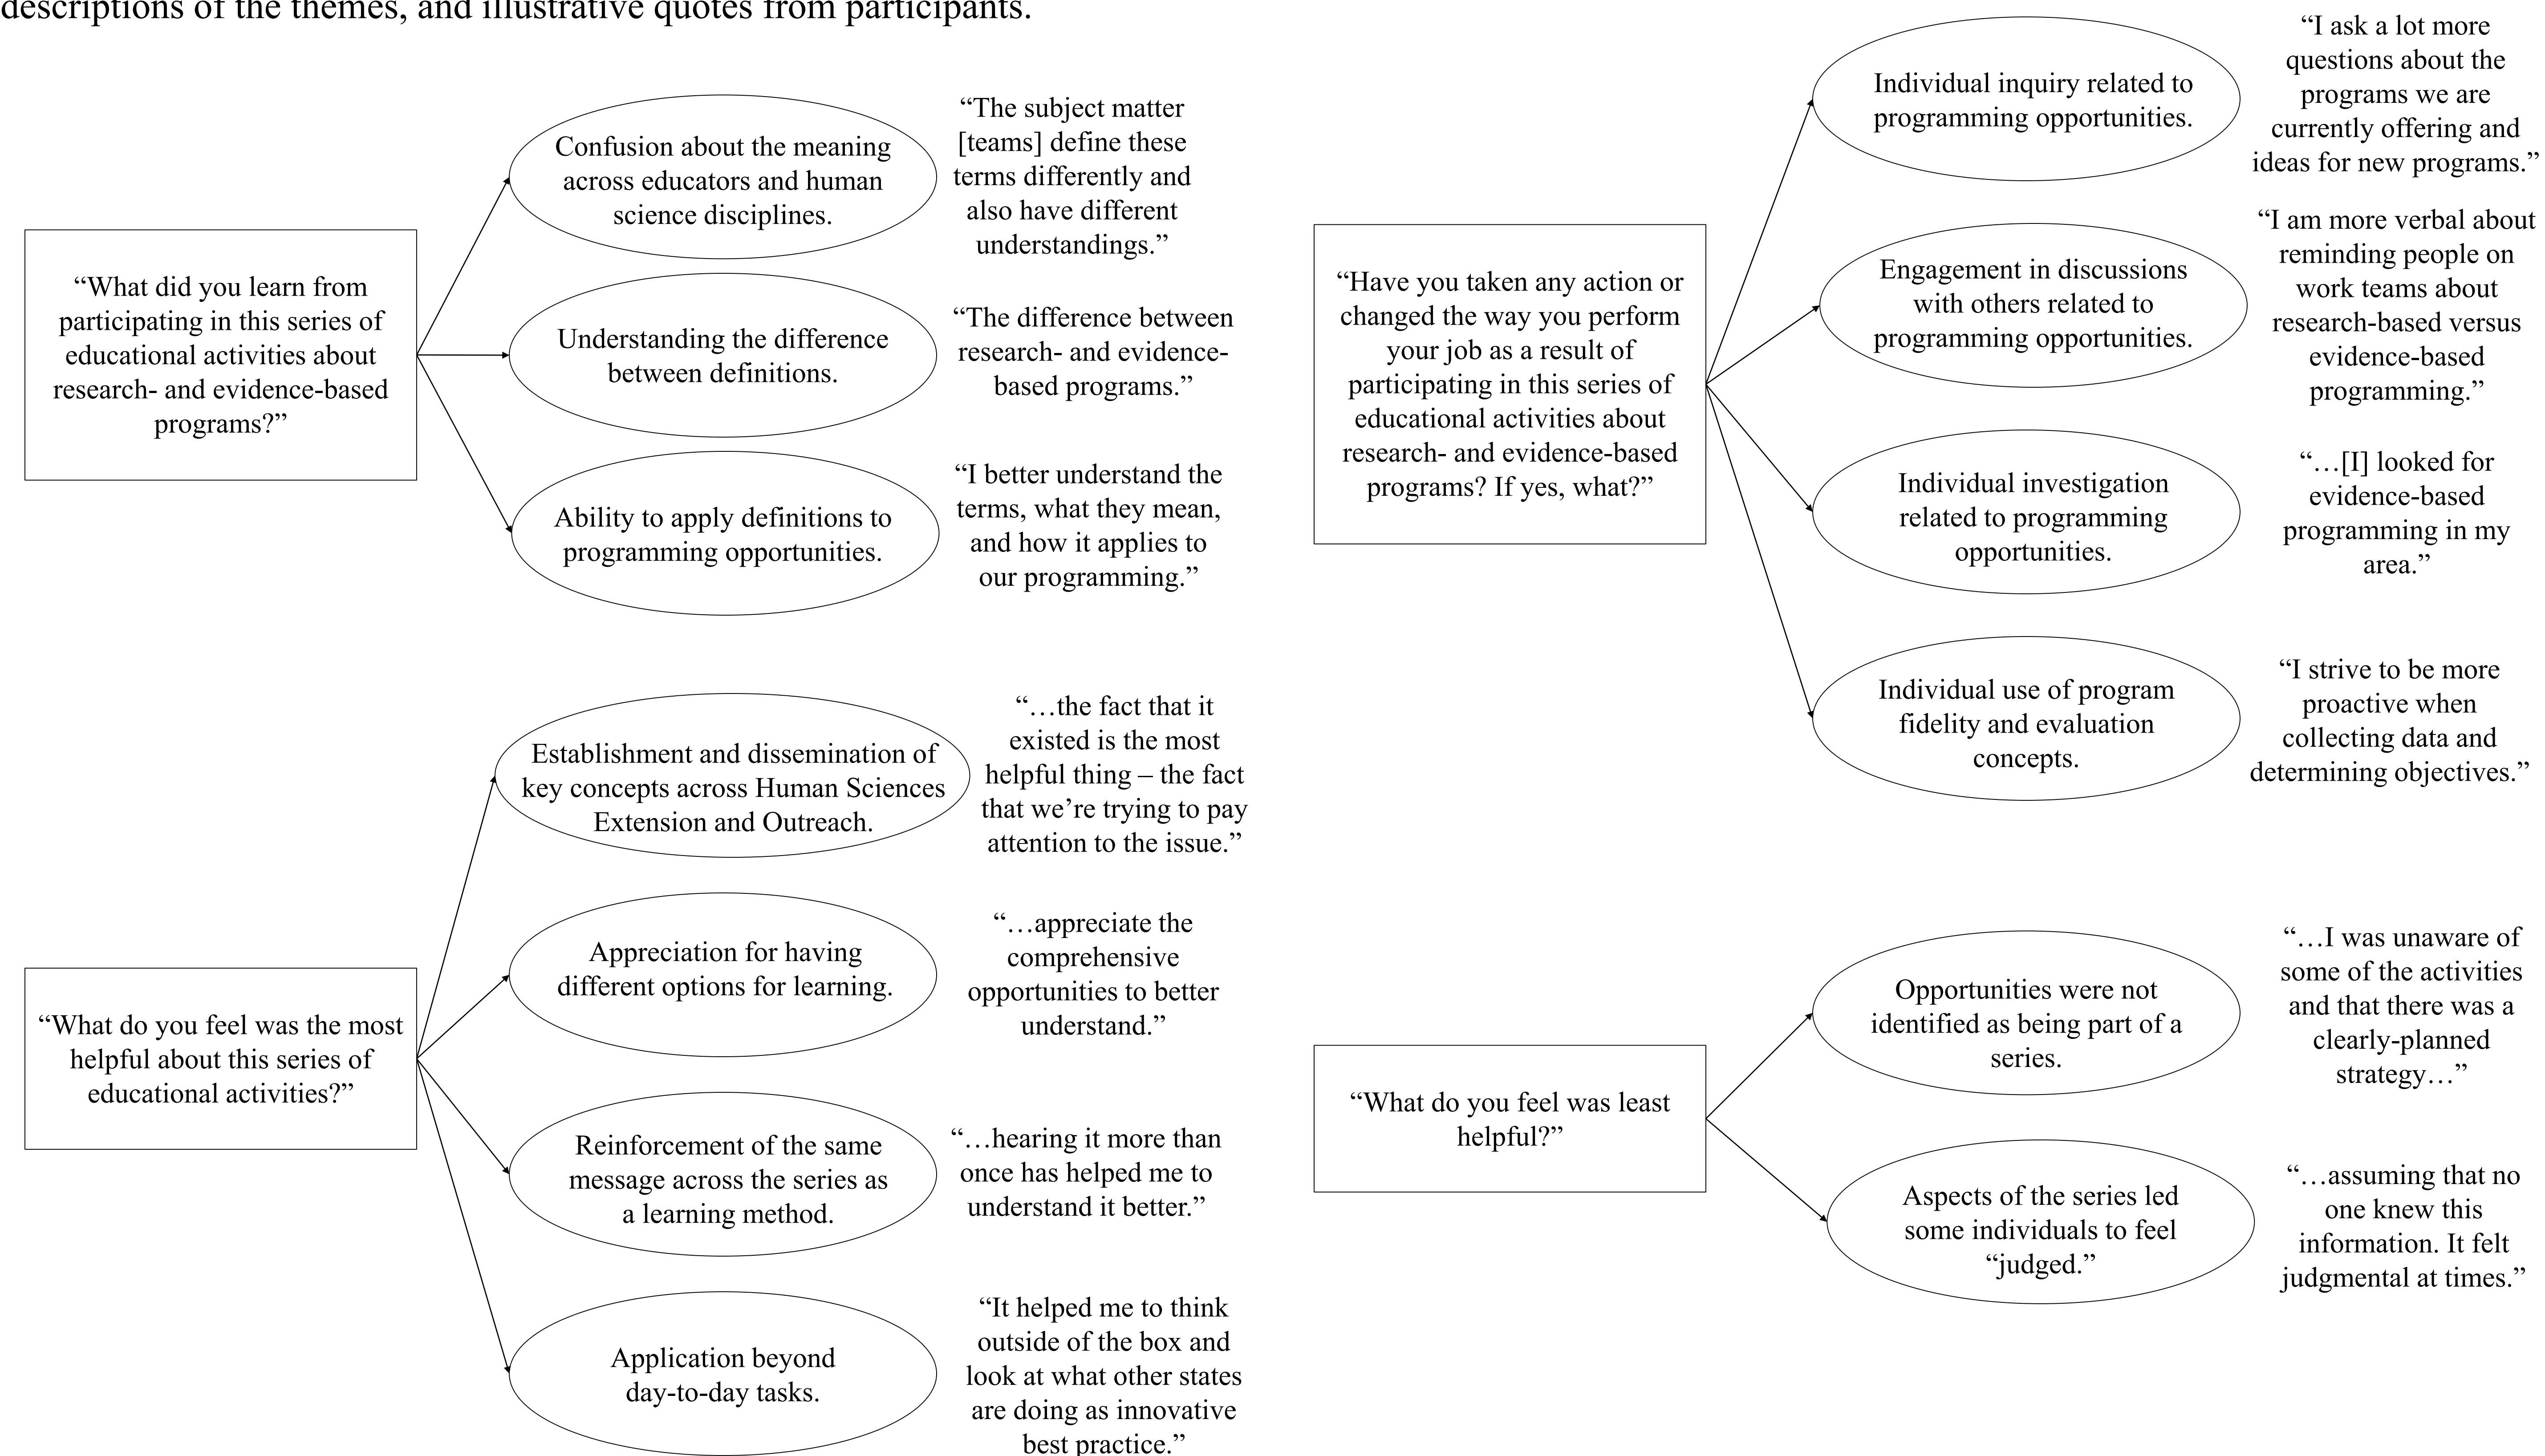 descriptions of the themes, and illustrative quotes from participants.
“What did you learn from
participating in this series of
educational activities about
research- and evidence-based
programs?”
Confusion about the meaning
across educators and human
science disciplines.
“The subject matter
[teams] define these
terms differently and
also have different
understandings.”
Understanding the difference
between definitions.
“The difference between
research- and evidence-
based programs.”
Ability to apply definitions to
programming opportunities.
“I better understand the
terms, what they mean,
and how it applies to
our programming.”
“What do you feel was the most
helpful about this series of
educational activities?”
Establishment and dissemination of
key concepts across Human Sciences
Extension and Outreach.
“…the fact that it
existed is the most
helpful thing – the fact
that we’re trying to pay
attention to the issue.”
Appreciation for having
different options for learning.
“…appreciate the
comprehensive
opportunities to better
understand.”
Reinforcement of the same
message across the series as
a learning method.
“…hearing it more than
once has helped me to
understand it better.”
Application beyond
day-to-day tasks.
“It helped me to think
outside of the box and
look at what other states
are doing as innovative
best practice.”
“Have you taken any action or
changed the way you perform
your job as a result of
participating in this series of
educational activities about
research- and evidence-based
programs? If yes, what?”
Individual inquiry related to
programming opportunities.
“I ask a lot more
questions about the
programs we are
currently offering and
ideas for new programs.”
Engagement in discussions
with others related to
programming opportunities.
“I am more verbal about
reminding people on
work teams about
research-based versus
evidence-based
programming.”
Individual investigation
related to programming
opportunities.
“…[I] looked for
evidence-based
programming in my
area.”
Individual use of program
fidelity and evaluation
concepts.
“I strive to be more
proactive when
collecting data and
determining objectives.”
“What do you feel was least
helpful?”
Opportunities were not
identified as being part of a
series.
“…I was unaware of
some of the activities
and that there was a
clearly-planned
strategy…”
Aspects of the series led
some individuals to feel
“judged.”
“…assuming that no
one knew this
information. It felt
judgmental at times.”